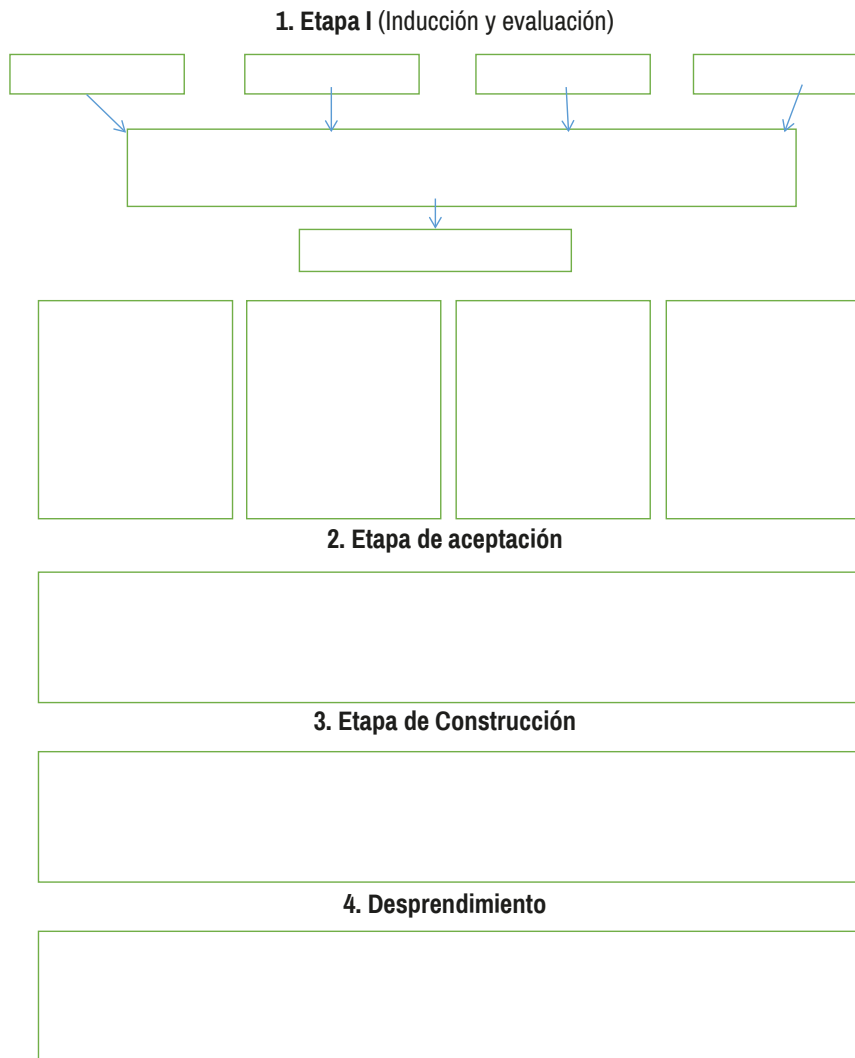 1. Etapa I (Inducción y evaluación)
2. Etapa de aceptación
3. Etapa de Construcción
4. Desprendimiento